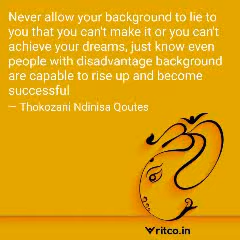 Never allow your background to lie to
you that you can't make it or you can't
achieve your dreams, just know even
people with disadvantage background
are capable to rise up and become
successful
— Thokozani Ndinisa Qoutes
Writco.in